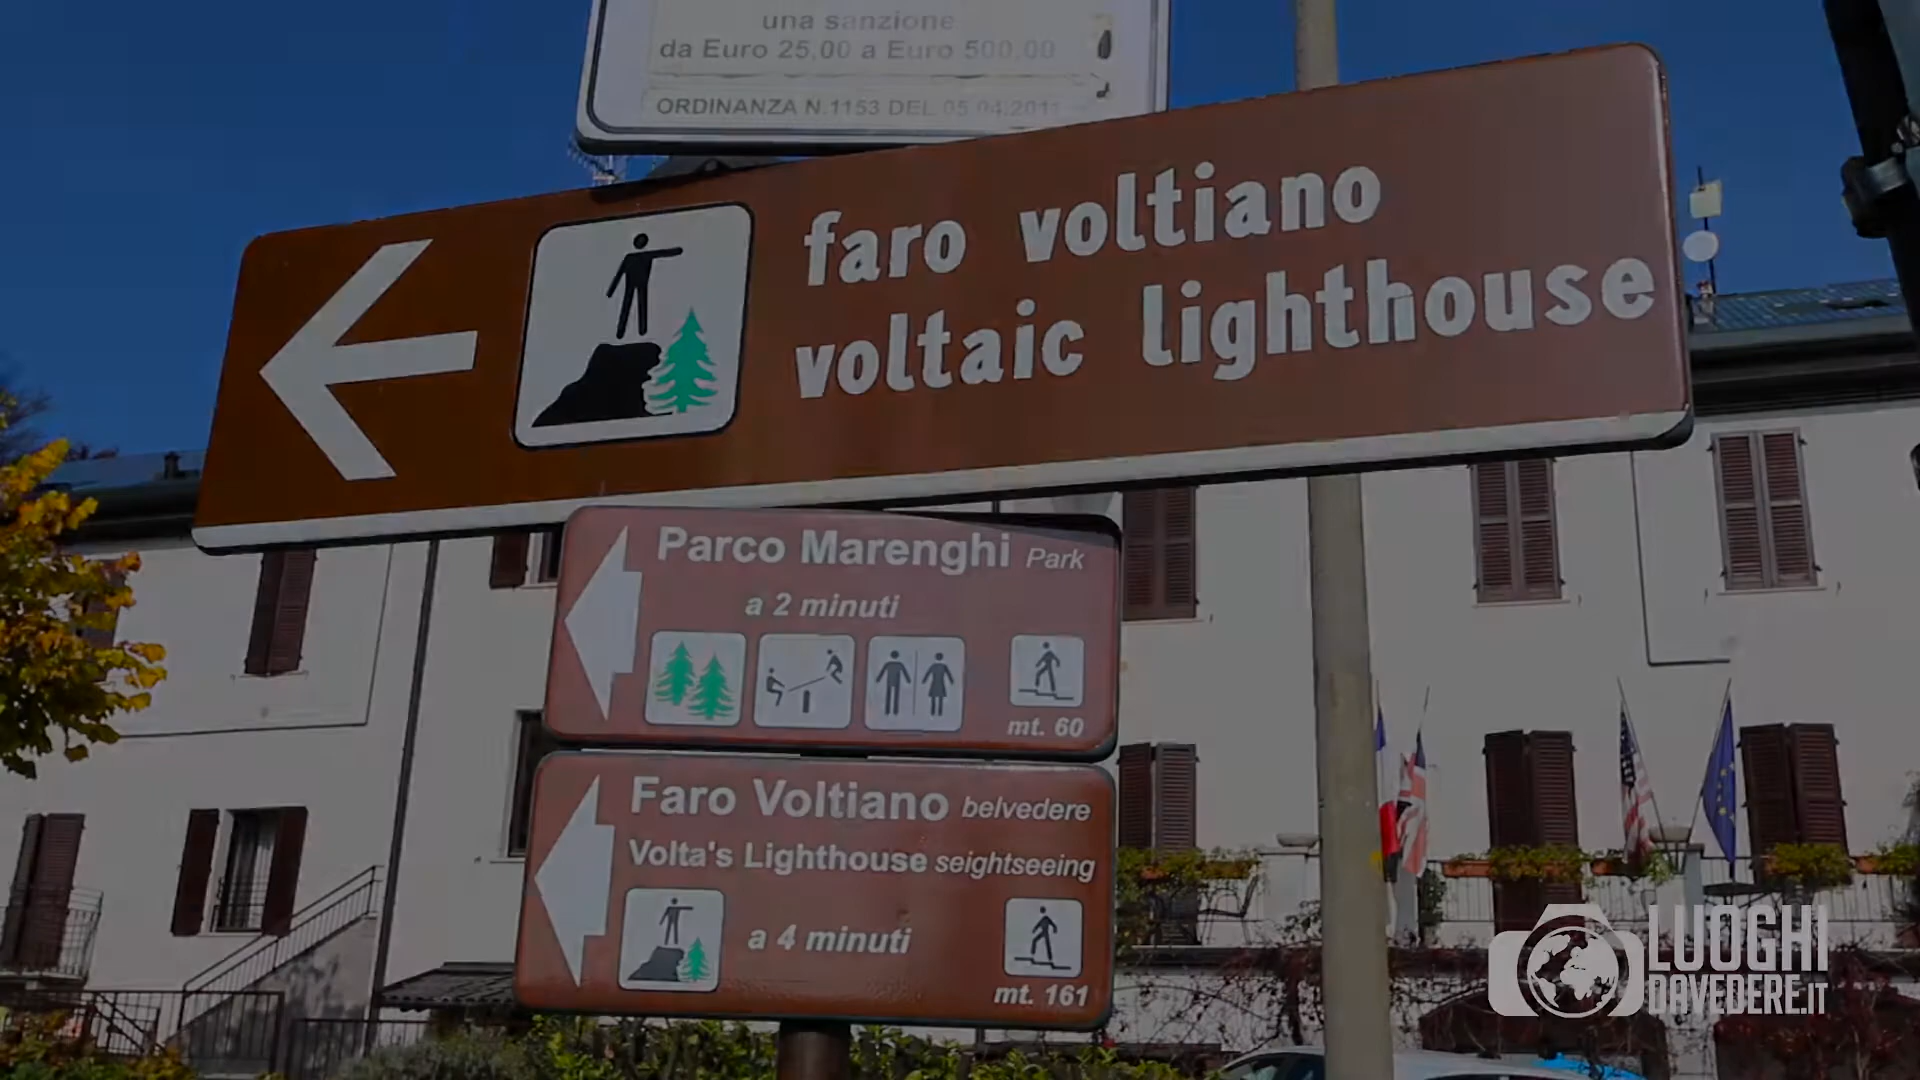 una sanzione
da Euro 25,00 a Euro 500,00
ORDINANZA N.1153 DEL 05.04.2011
faro voltiano
voltaic lighthouse
Parco Marenghi Park
a 2 minuti
mt. 60
Faro Voltiano belvedere
Volta's Lighthouse seightseeing
a 4 minuti
mt. 161
LUOGHI
DAVEDERE.IT